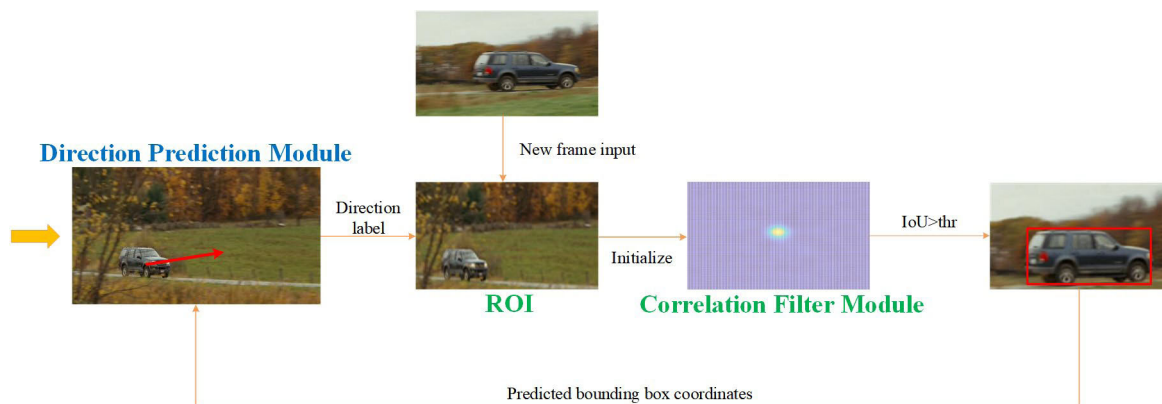 New frame input
Direction Prediction Module
Direction
label
Initialize
IoU>thr
ROI
Correlation Filter Module
Predicted bounding box coordinates